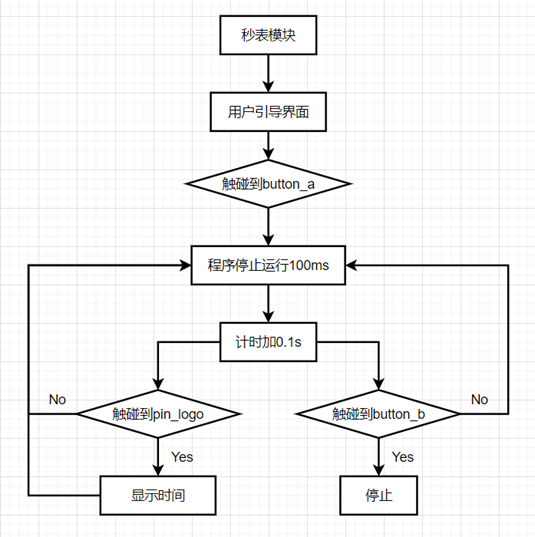 秒表模块
用户引导界面
触碰到button_a
程序停止运行100ms
计时加0.1s
No
触碰到pin_logo
触碰到button_b
No
Yes
Yes
显示时间
停止